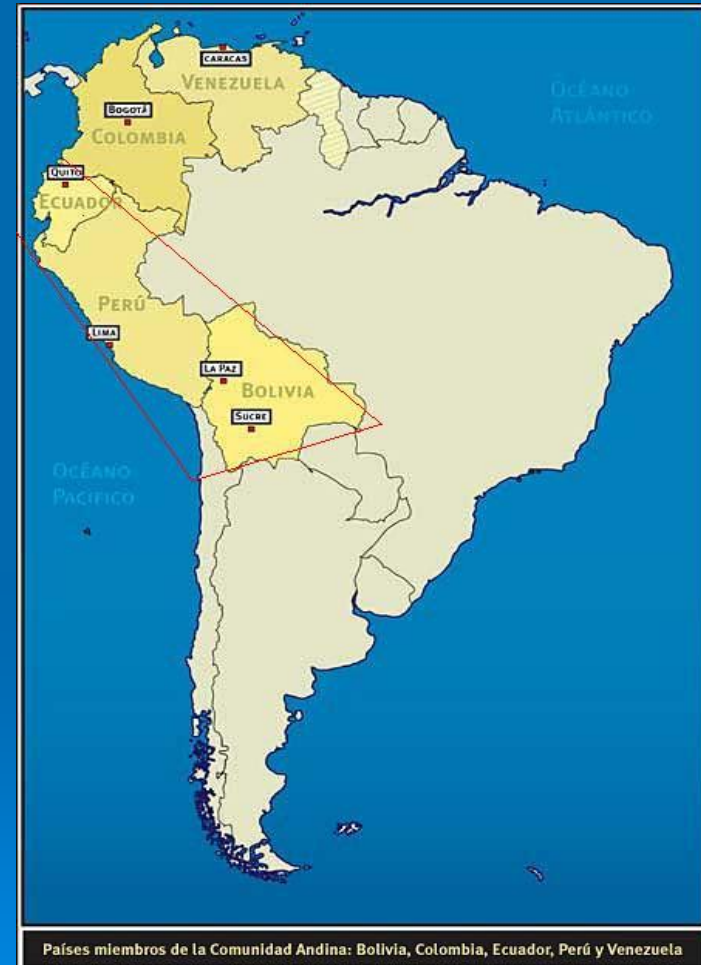 CARACAS
VENEZUELA
OCÉANO
ATLÁNTICO
BOGOTÁ
COLOMBIA
QUITO
ECUADOR
PERÚ
LIMA
LA PAZ
BOLIVIA
SUCRE
OCÉANO
PACIFICO
Países miembros de la Comunidad Andina: Bolivia, Colombia, Ecuador, Perú y Venezuela